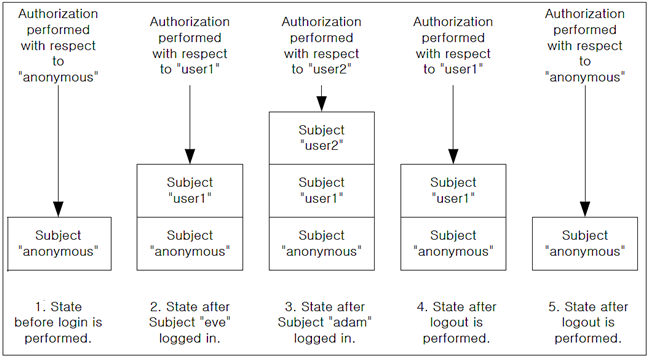 Authorization
performed
with respect
to
"anonymous"
Authorization
performed
with respect
to "user1"
Authorization
performed
with respect
to "user2"
Authorization
performed
with respect
to "user1"
Authorization
performed
with respect
to
"anonymous"
Subject
"anonymous"
Subject
"user1"
Subject
"anonymous"
Subject
"user2"
Subject
"user1"
Subject
"anonymous"
Subject
"user1"
Subject
"anonymous"
Subject
"anonymous"
1. State
before login is
performed.
2. State after
Subject "eve"
logged in.
3. State after
Subject "adam"
logged in.
4. State after
logout is
performed.
5. State after
logout is
performed.